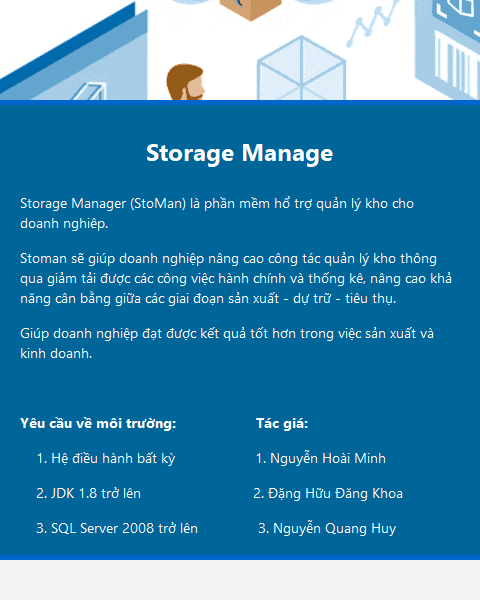 Storage Manage
Storage Manager (StoMan) là phần mềm hổ trợ quản lý kho cho
doanh nghiêp.
Stoman sẽ giúp doanh nghiệp nâng cao công tác quản lý kho thông
qua giảm tải được các công việc hành chính và thống kê, nâng cao khả
năng cân bằng giữa các giai đoạn sản xuất - dự trữ - tiêu thụ.
Giúp doanh nghiệp đạt được kết quả tốt hơn trong việc sản xuất và
kinh doanh.
Yêu cầu về môi trường:
1. Hệ điều hành bất kỳ
2. JDK 1.8 trở lên
3. SQL Server 2008 trở lên
Tác giá:
1. Nguyễn Hoài Minh
2. Đặng Hữu Đăng Khoa
3. Nguyễn Quang Huy